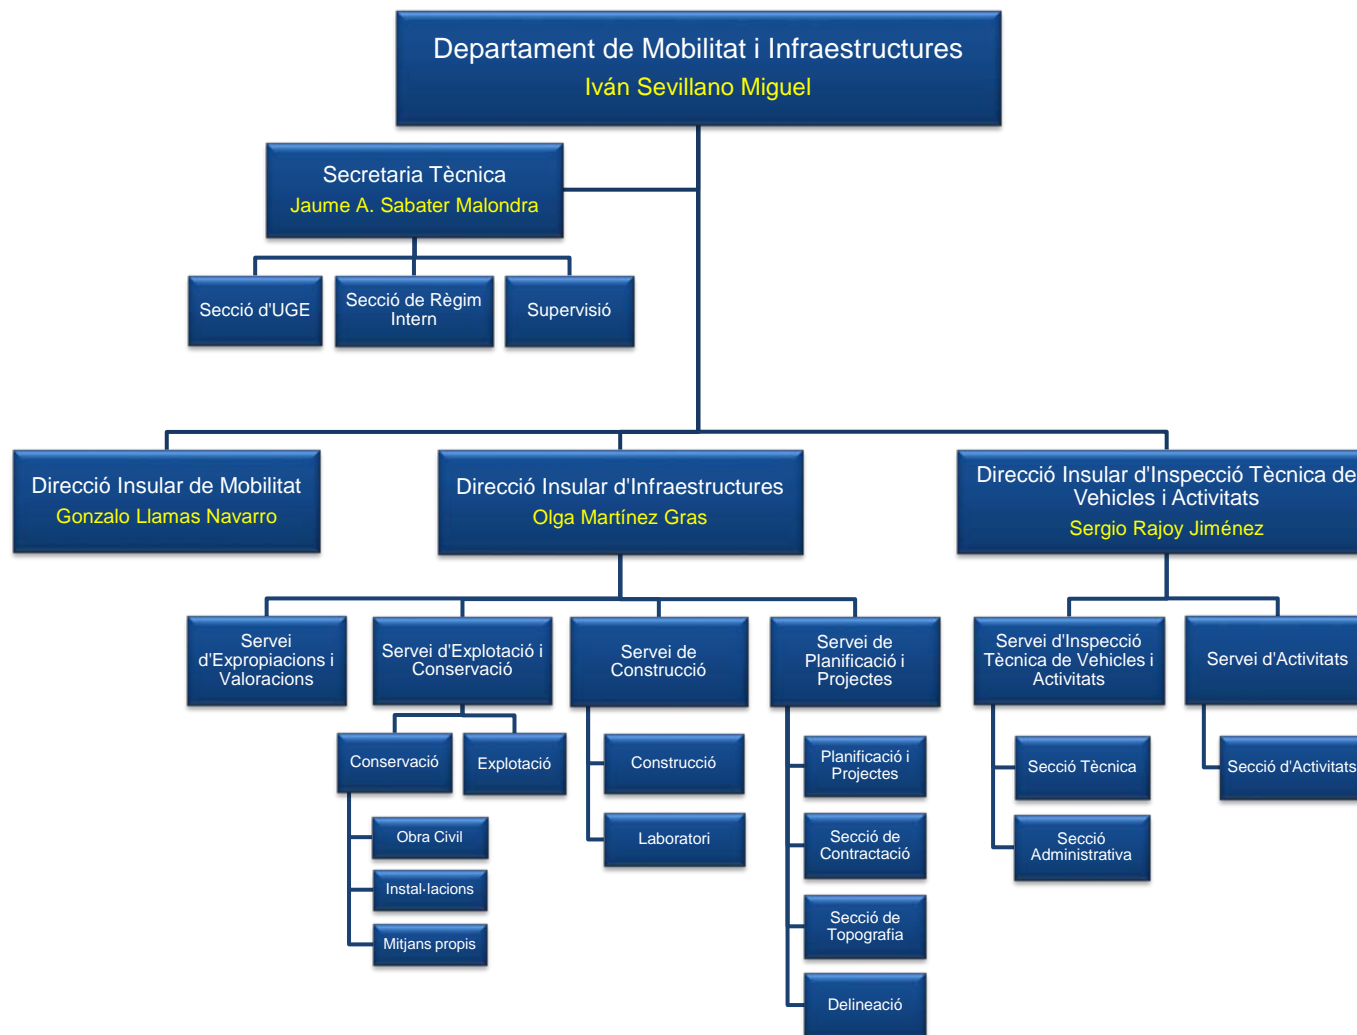 Departament de Mobilitat i Infraestructures
Iván Sevillano Miguel
Secretaria Tècnica
Jaume A. Sabater Malondra
Secció d'UGE
Secció de Règim
Intern
Supervisió
Direcció Insular de Mobilitat
Gonzalo Llamas Navarro
Direcció Insular d'Infraestructures
Olga Martínez Gras
Direcció Insular d'Inspecció Tècnica de
Vehicles i Activitats
Sergio Rajoy Jiménez
Servei
d'Expropiacions i
Valoracions
Servei d'Explotació i
Conservació
Servei de
Construcció
Servei de
Planificació i
Projectes
Servei d'Inspecció
Tècnica de Vehicles i
Activitats
Servei d'Activitats
Conservació
Explotació
Obra Civil
Instal·lacions
Mitjans propis
Construcció
Laboratori
Planificació i
Projectes
Secció de
Contractació
Secció de
Topografia
Delineació
Secció Tècnica
Secció
Administrativa
Secció d'Activitats